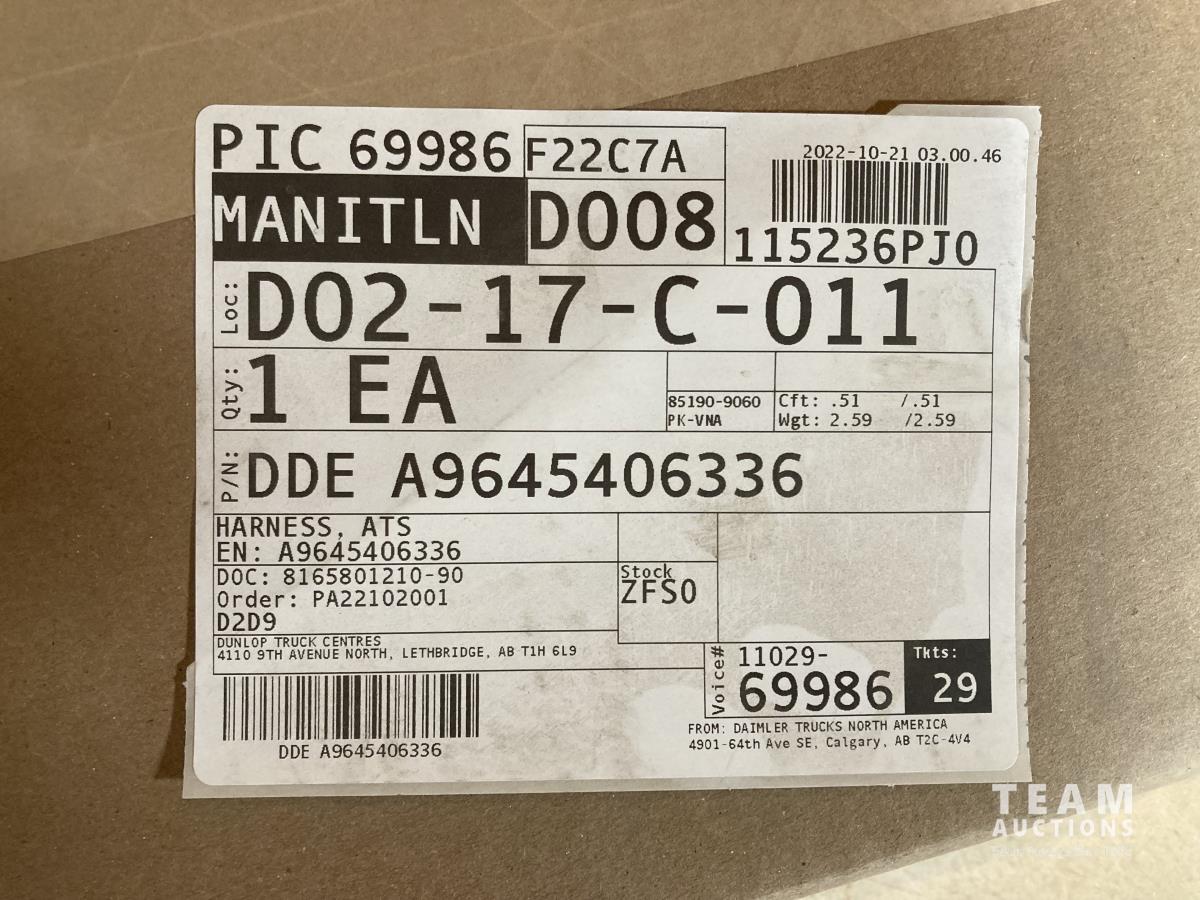 PIC 69986
F22C7A
2022-10-21 03.00.46
MANITLN
D008
115236PJ0
Loc: D02-17-C-011
Qty: 1 EA
85190-9060
PK-VNA
Cft: .51 /.51
Wgt: 2.59 /2.59
P/N: DDE A9645406336
HARNESS, ATS
EN: A9645406336
DOC: 8165801210-90
Order: PA22102001
D2D9
Stock
ZFS0
DUNLOP TRUCK CENTRES
4110 9TH AVENUE NORTH, LETHBRIDGE, AB T1H 6L9
Voice# 11029-
69986
Tkts:
29
DDE A9645406336
FROM: DAIMLER TRUCKS NORTH AMERICA
4901-64th Ave SE, Calgary, AB T2C-4V4
TEAM
AUCTIONS